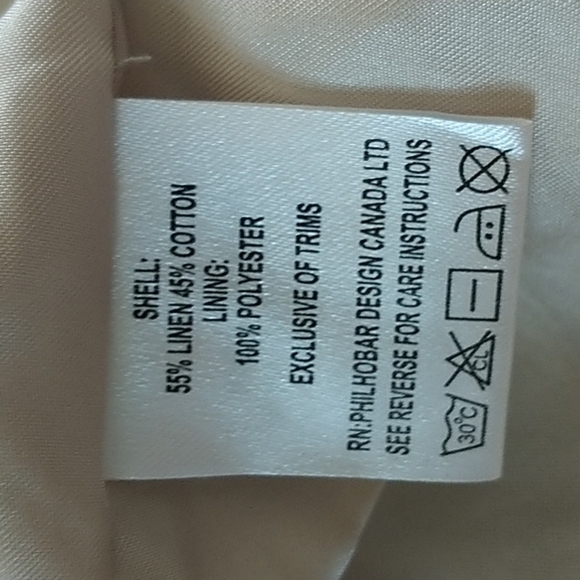 SHELL:
55% LINEN 45% COTTON
LINING:
100% POLYESTER
EXCLUSIVE OF TRIMS
RN:PHILHOBAR DESIGN CANADA LTD
SEE REVERSE FOR CARE INSTRUCTIONS
30°C CL